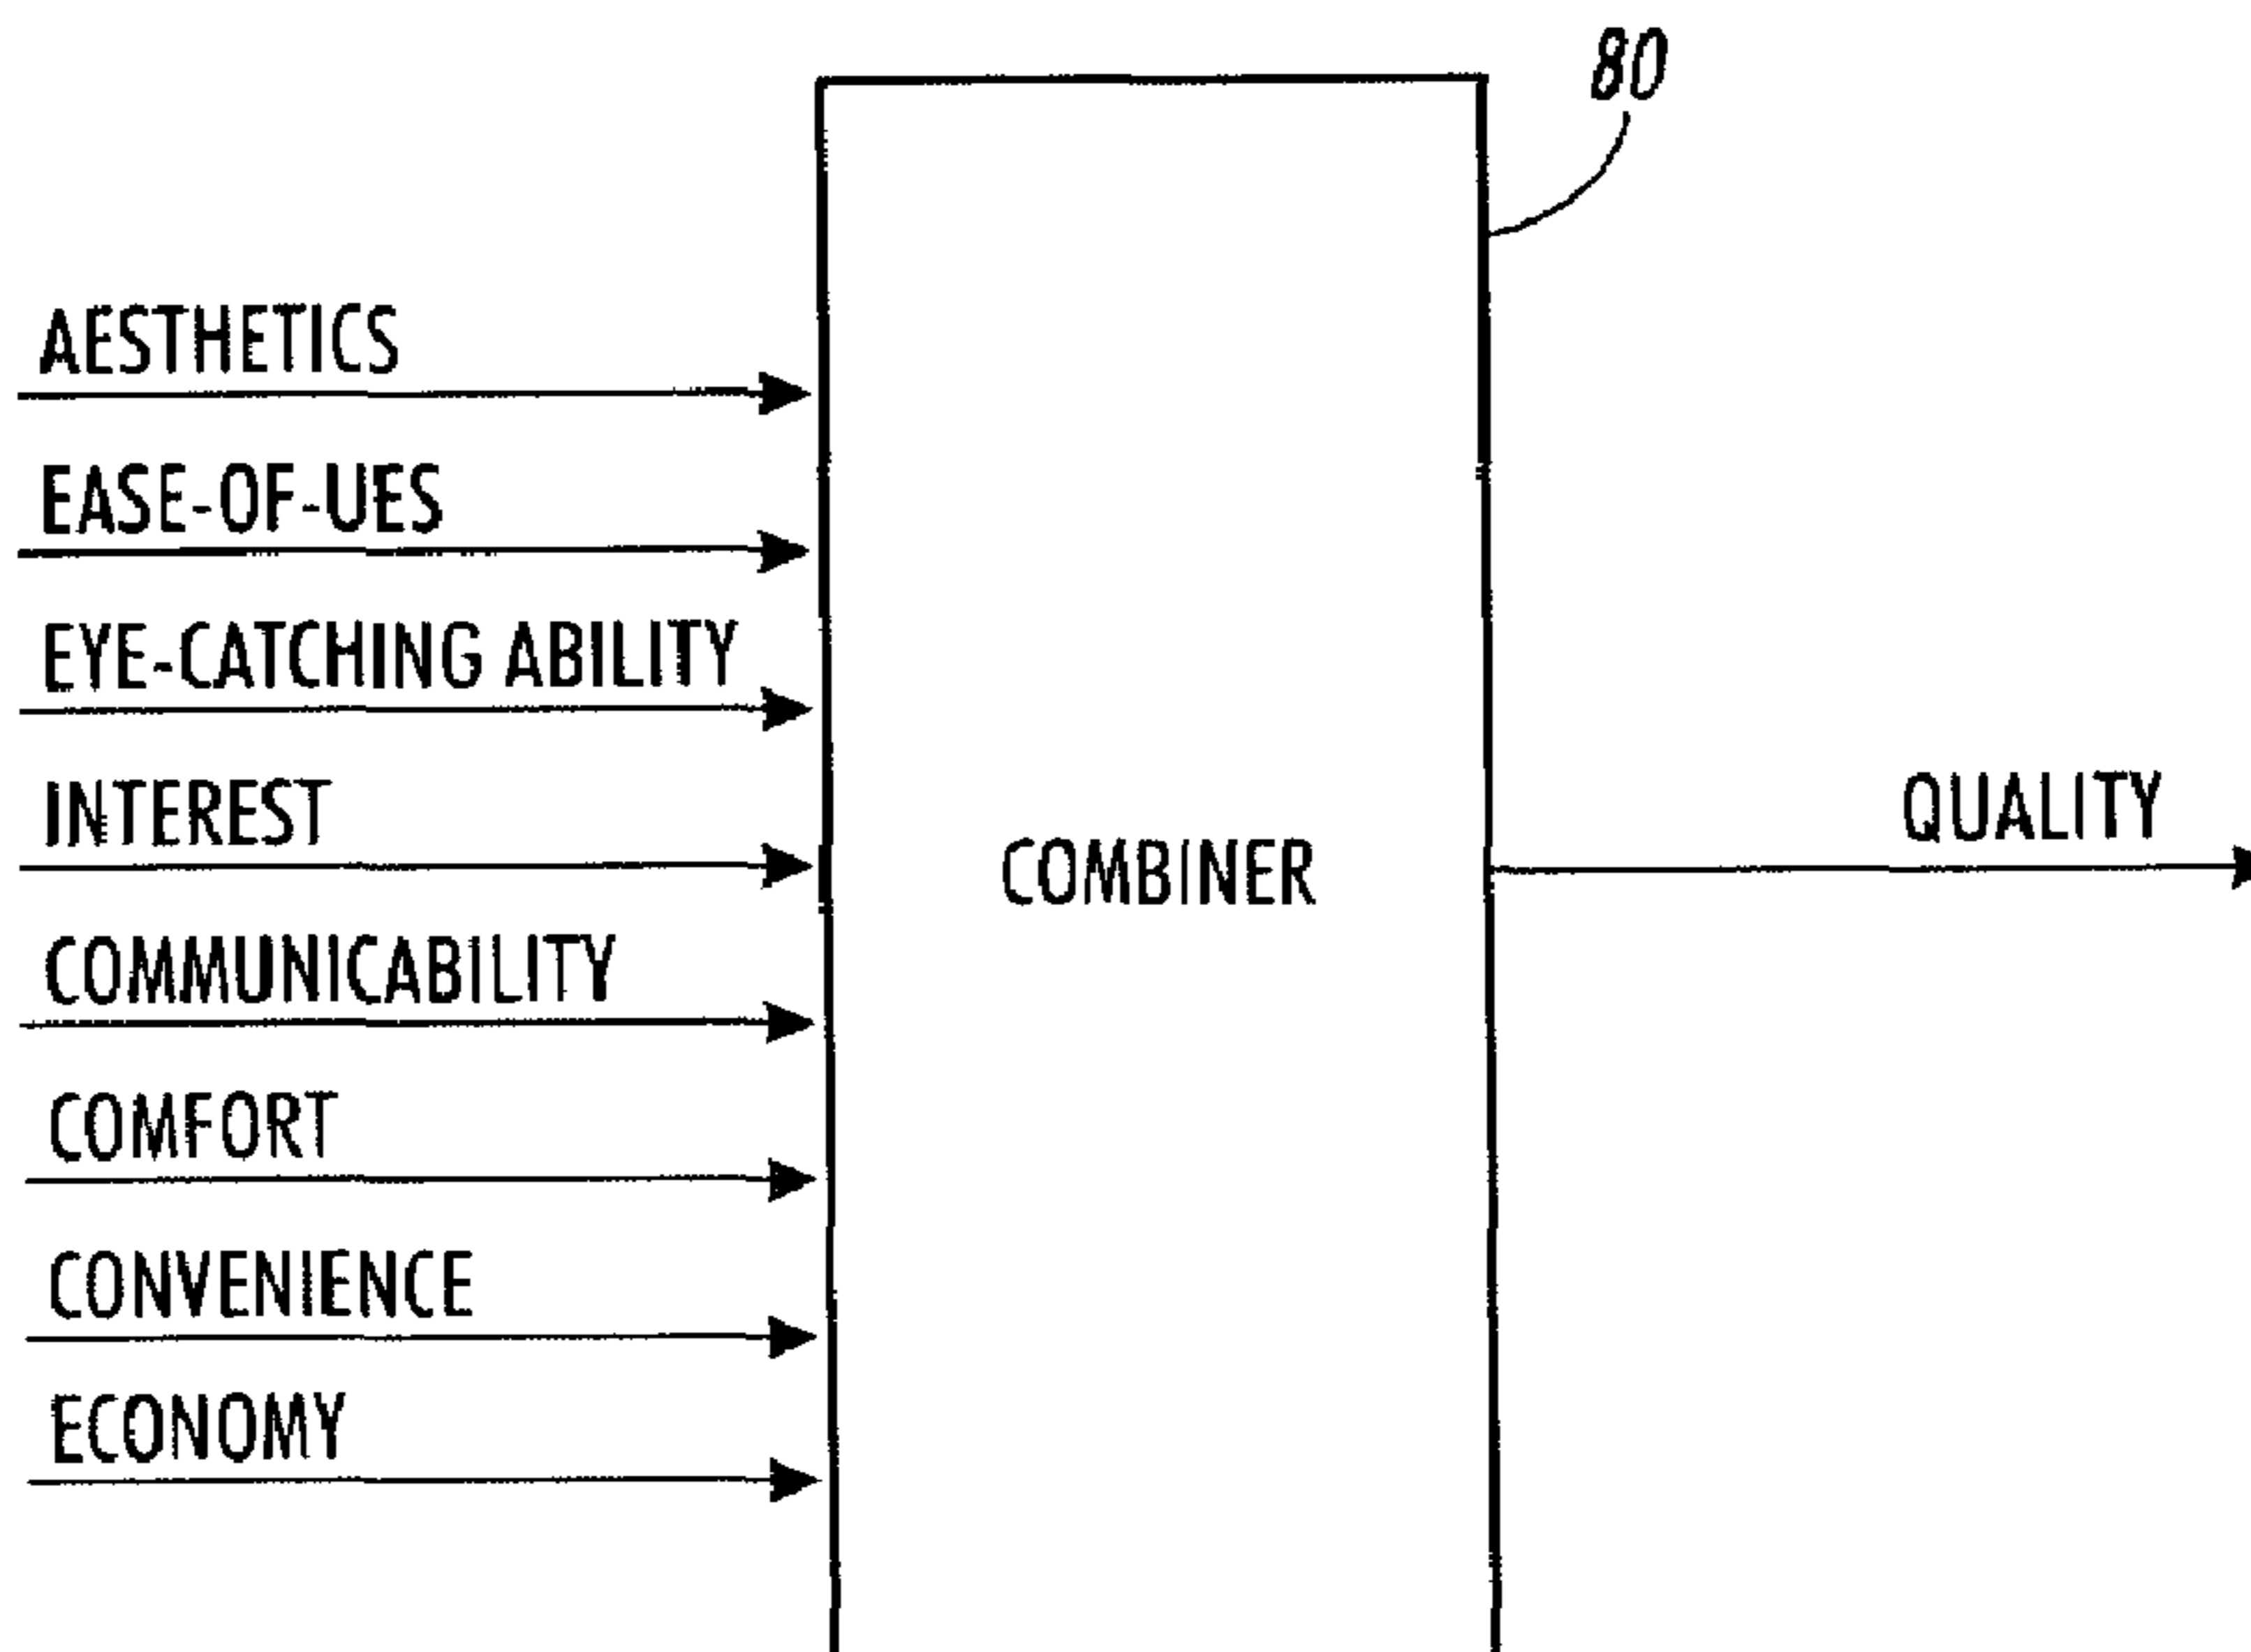 80
AESTHETICS
EASE-OF-UES
EYE-CATCHING ABILITY
INTEREST
COMMUNICABILITY
COMFORT
CONVENIENCE
ECONOMY
COMBINER
QUALITY